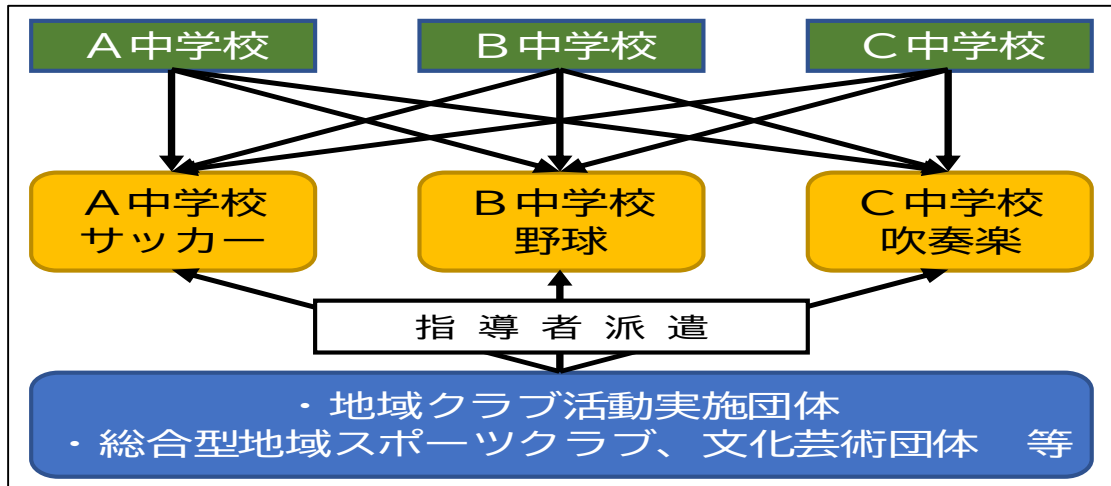 A中学校
B中学校
C中学校
A中学校
サッカー
B中学校
野球
C中学校
吹奏楽
指導者派遣
・地域クラブ活動実施団体
・総合型地域スポーツクラブ、文化芸術団体　等